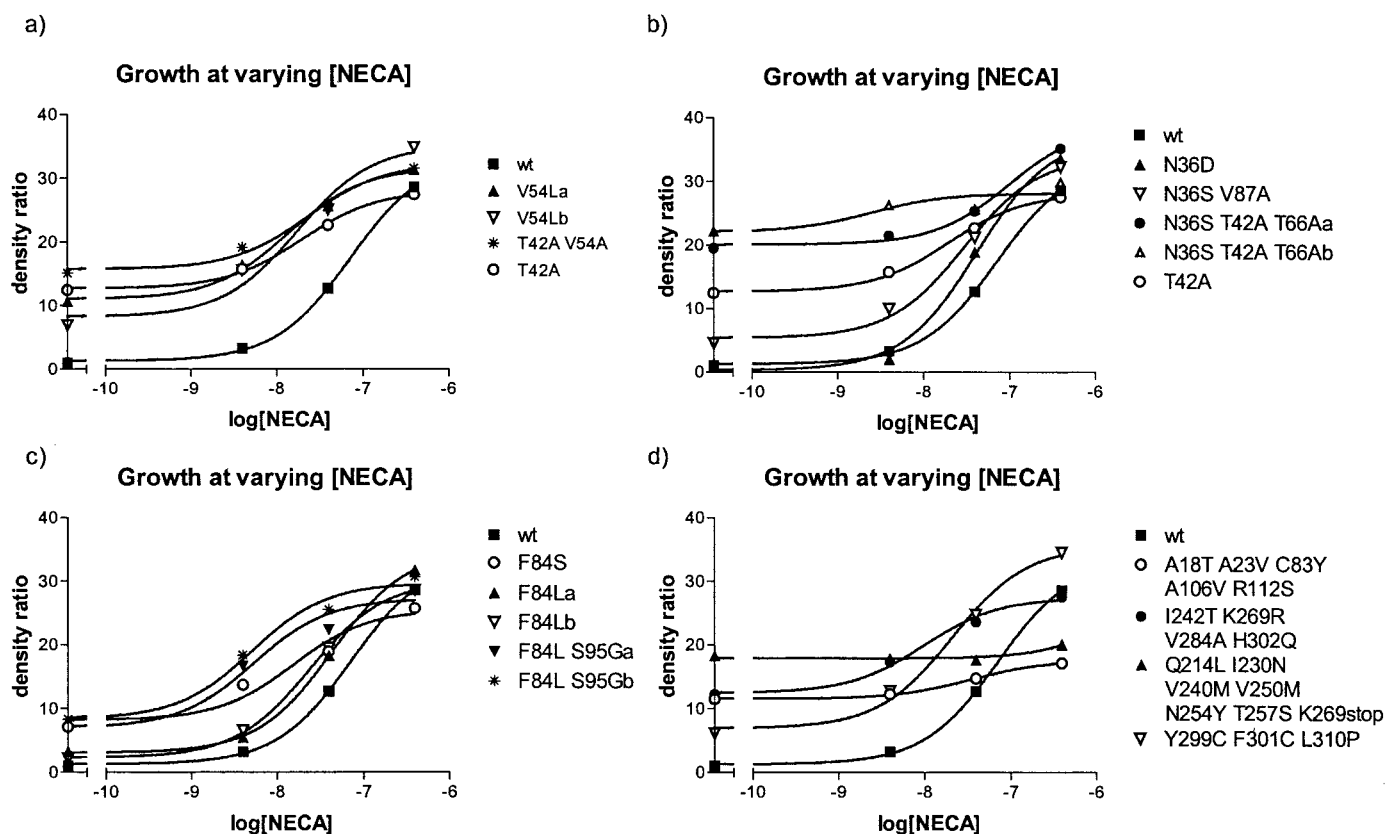 a)
Growth at varying [NECA]
density ratio
40
30
20
10
0
-10
-9
-8
-7
-6
log[NECA]
wt
V54La
V54Lb
T42A V54A
T42A
b)
Growth at varying [NECA]
density ratio
40
30
20
10
0
-10
-9
-8
-7
-6
log[NECA]
wt
N36D
N36S V87A
N36S T42A T66Aa
N36S T42A T66Ab
T42A
c)
Growth at varying [NECA]
density ratio
40
30
20
10
0
-10
-9
-8
-7
-6
log[NECA]
wt
F84S
F84La
F84Lb
F84L S95Ga
F84L S95Gb
d)
Growth at varying [NECA]
density ratio
40
30
20
10
0
-10
-9
-8
-7
-6
log[NECA]
wt
A18T A23V C83Y
A106V R112S
I242T K269R
V284A H302Q
Q214L I230N
V240M V250M
N254Y T257S K269stop
Y299C F301C L310P